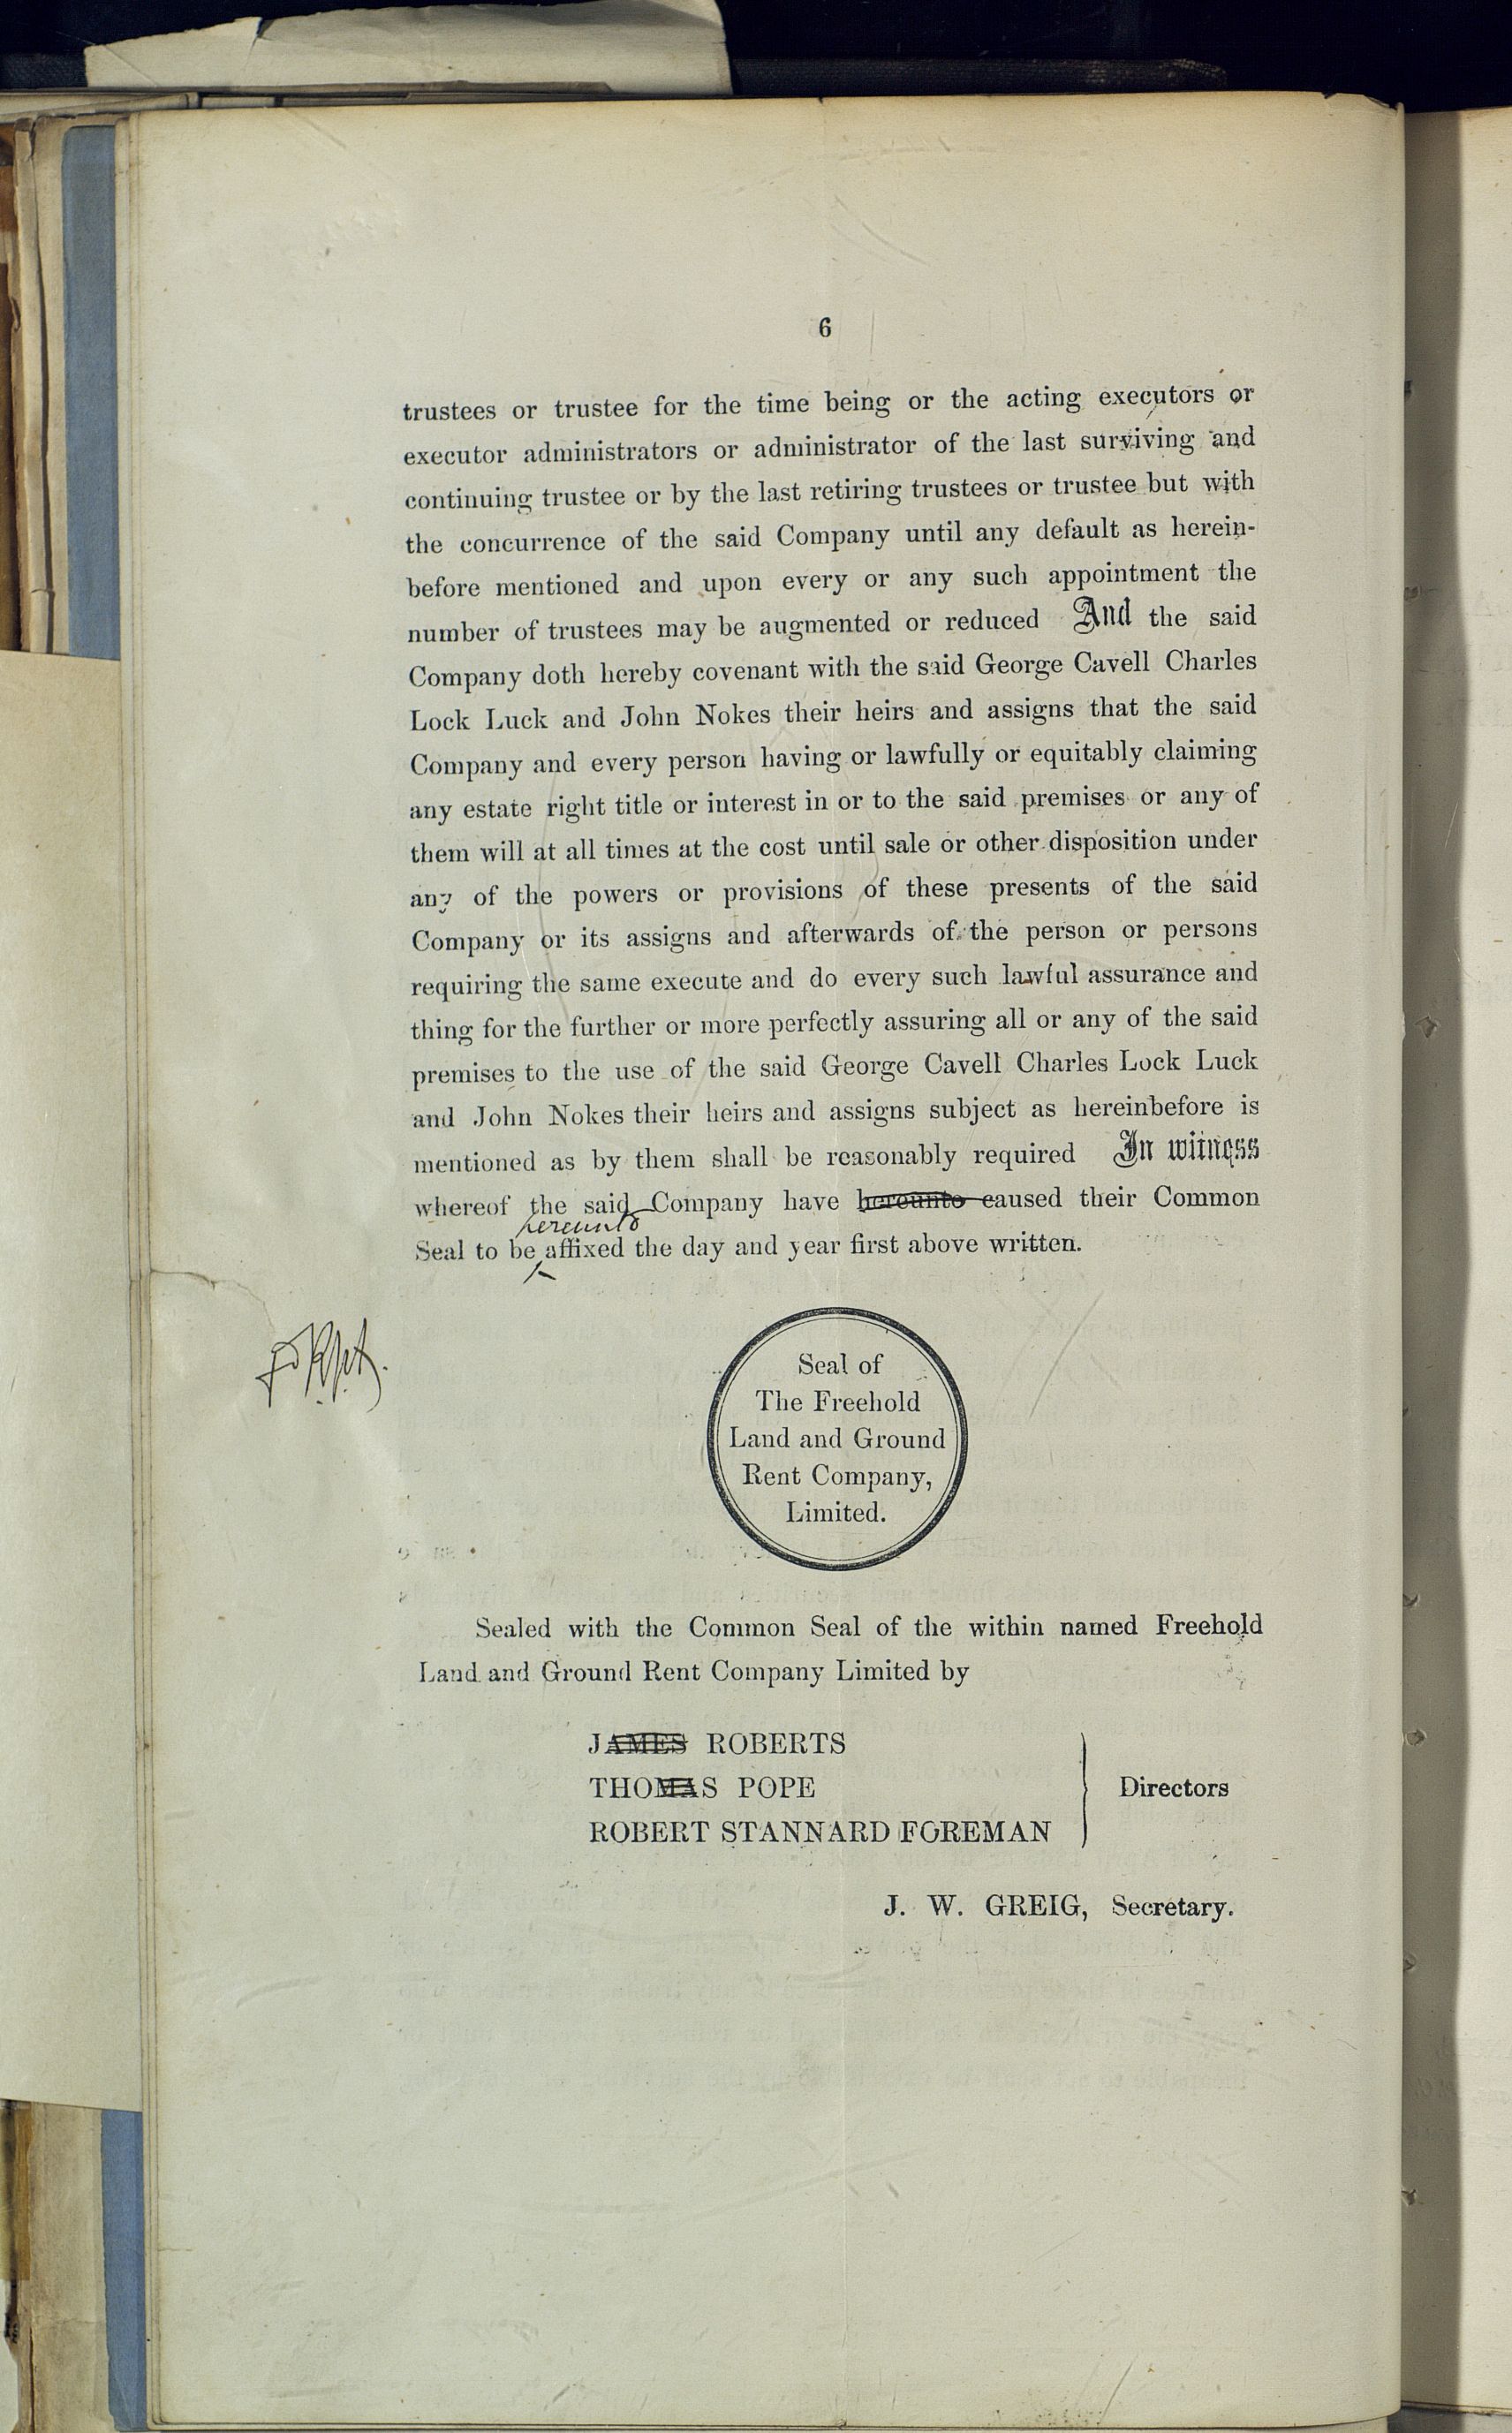 6
trustees or trustee for the time being or the acting executors or
executor administrators or administrator of the last surviving and
continuing trustee or by the last retiring trustees or trustee but with
the concurrence of the said Company until any default as herein-
before mentioned and upon every or any such appointment the
number of trustees may be augmented or reduced And the said
Company doth hereby covenant with the said George Cavell Charles
Lock Luck and John Nokes their heirs and assigns that the said
Company and every person having or lawfully or equitably claiming
any estate right title or interest in or to the said premises or any of
them will at all times at the cost until sale or other disposition under
any of the powers or provisions of these presents of the said
Company or its assigns and afterwards of the person or persons
requiring the same execute and do every such lawful assurance and
thing for the further or more perfectly assuring all or any of the said
premises to the use of the said George Cavell Charles Lock Luck
and John Nokes their heirs and assigns subject as hereinbefore is
mentioned as by them shall be reasonably required In witness
whereof the said Company have hereunto caused their Common
hereunto
Seal to be affixed the day and year first above written.
Seal of
The Freehold
Land and Ground
Rent Company,
Limited.
Sealed with the Common Seal of the within named Freehold
Land and Ground Rent Company Limited by
JAMES ROBERTS
THOMAS POPE
ROBERT STANNARD FOREMAN
Directors
J. W. GREIG, Secretary.